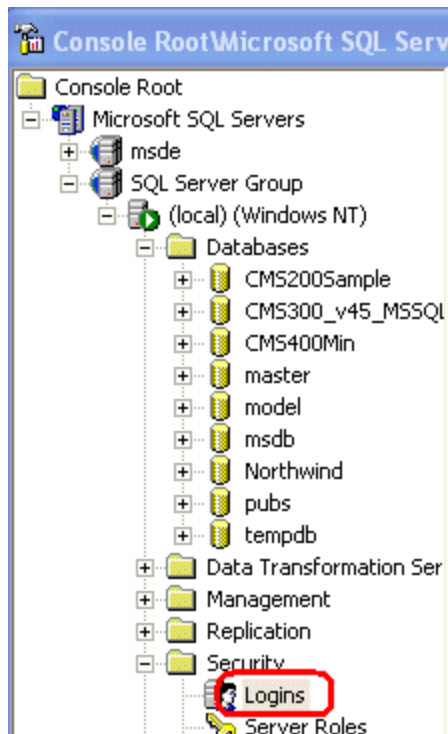 Console Root\Microsoft SQL Serv
Console Root
Microsoft SQL Servers
msde
SQL Server Group
(local) (Windows NT)
Databases
CMS200Sample
CMS300_v45_MSSQL
CMS400Min
master
model
msdb
Northwind
pubs
tempdb
Data Transformation Ser
Management
Replication
Security
Logins
Server Roles